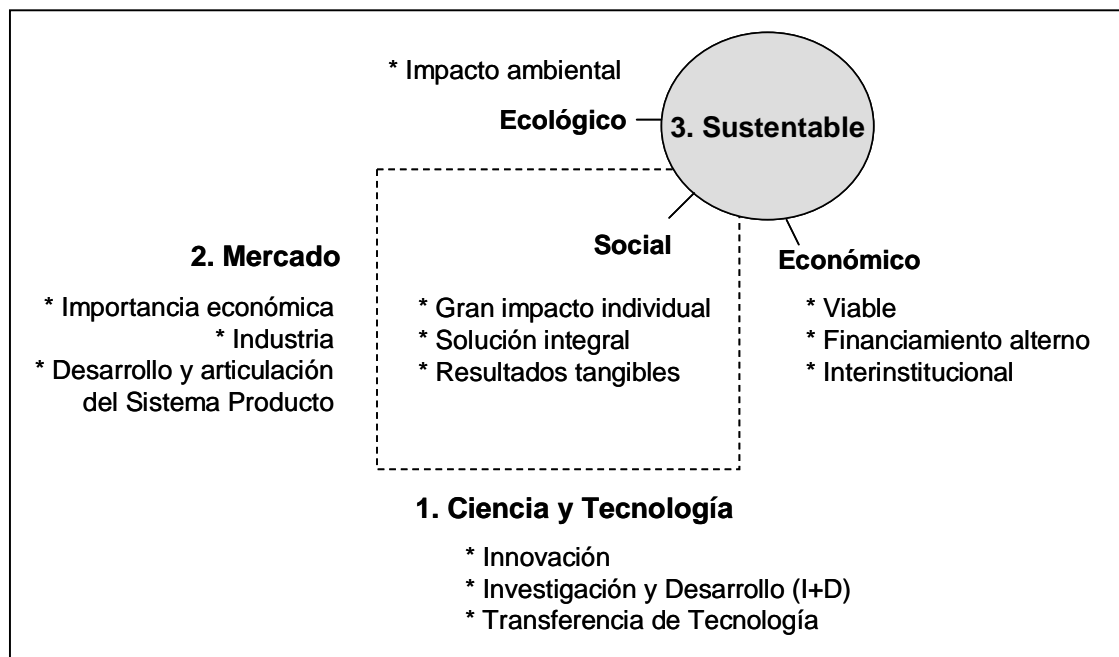 * Impacto ambiental
Ecológico
3. Sustentable
Social
Económico
2. Mercado
* Importancia económica
* Industria
* Desarrollo y articulación
del Sistema Producto
* Gran impacto individual
* Solución integral
* Resultados tangibles
* Viable
* Financiamiento alterno
* Interinstitucional
1. Ciencia y Tecnología
* Innovación
* Investigación y Desarrollo (I+D)
* Transferencia de Tecnología